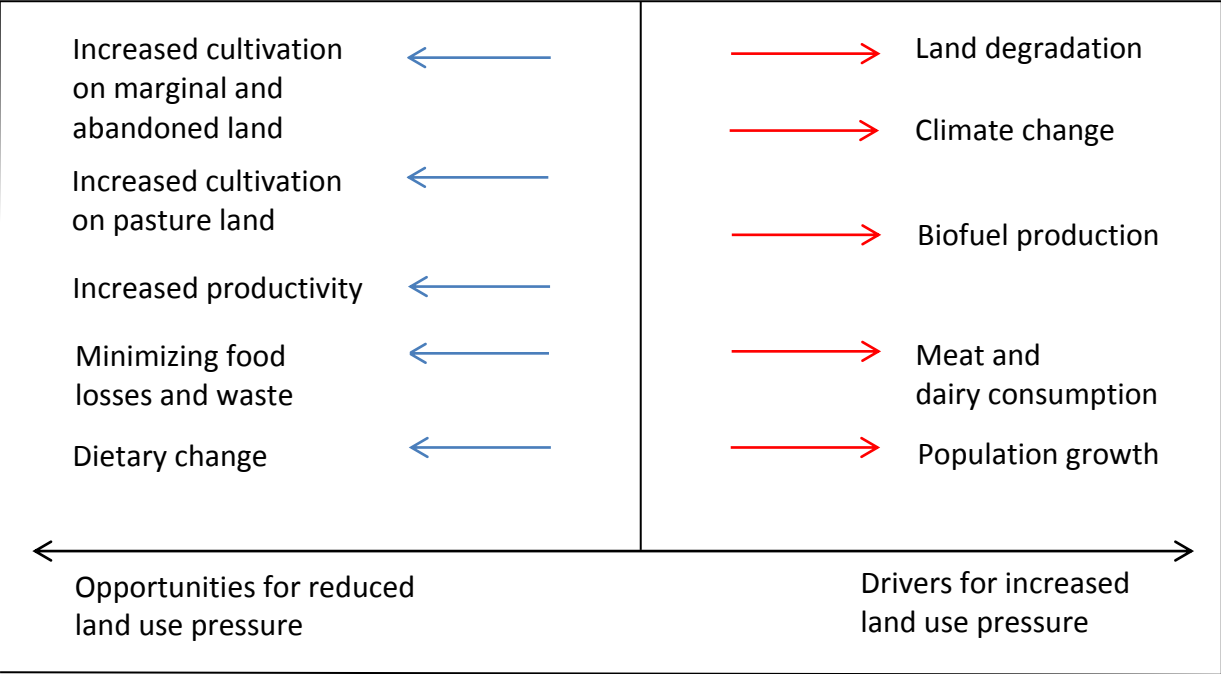 Increased cultivation
on marginal and
abandoned land
Increased cultivation
on pasture land
Increased productivity
Minimizing food
losses and waste
Dietary change
Land degradation
Climate change
Biofuel production
Meat and
dairy consumption
Population growth
Opportunities for reduced
land use pressure
Drivers for increased
land use pressure